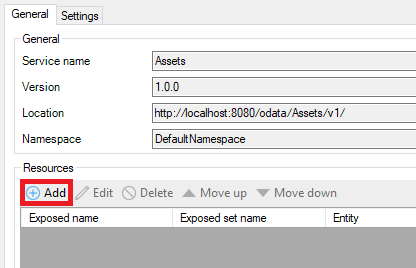 General Settings
General
Service name Assets
Version 1.0.0
Location http://localhost:8080/odata/Assets/v1/
Namespace DefaultNamespace
Resources
Add Edit Delete Move up Move down
Exposed name Exposed set name Entity